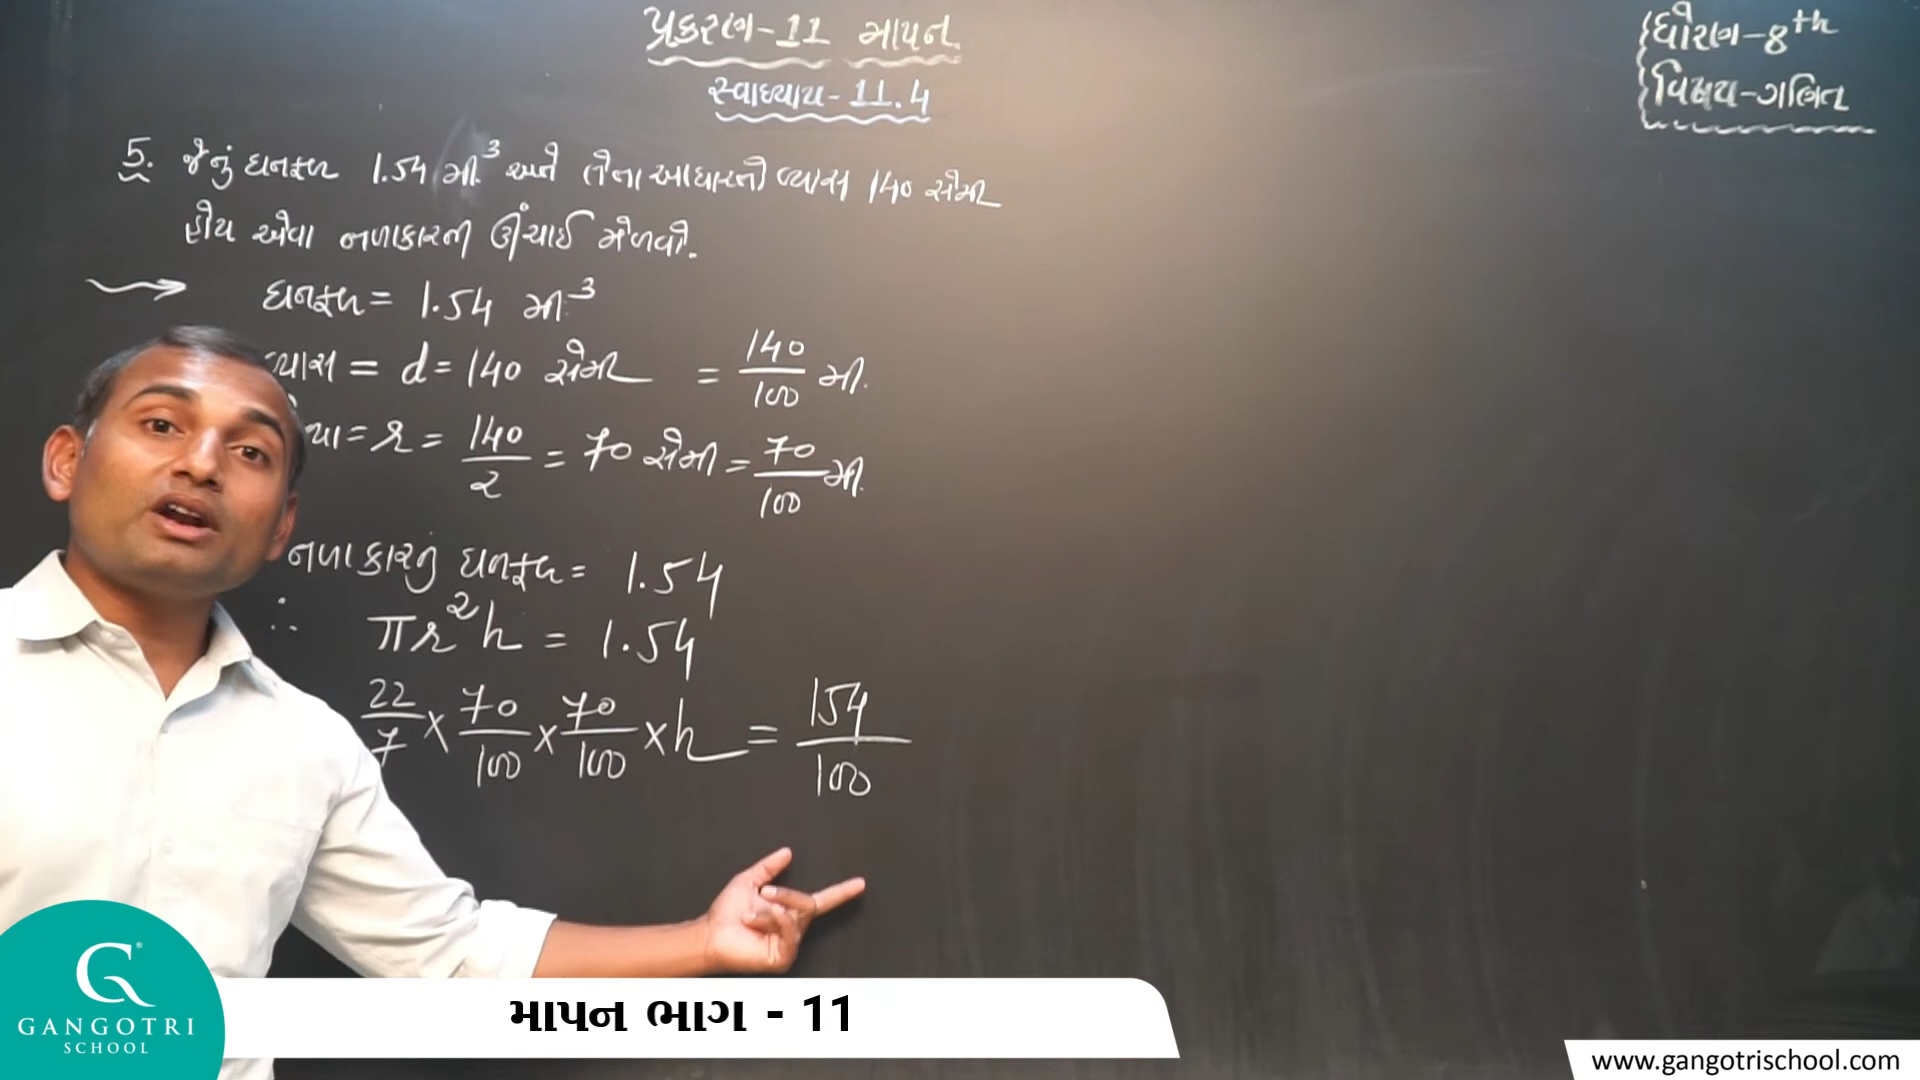 પ્રકરણ-11 માપન
સ્વાધ્યાય-11.4
ધોરણ-8th
વિષય-ગણિત
5. જેનું ઘનફળ 1.54 મી.³ અને તેના આધારનો વ્યાસ 140 સેમી
હોય એવા નળાકારની ઊંચાઈ મેળવો.
ઘનફળ = 1.54 મી.³
વ્યાસ = d = 140 સેમી = 140/100 મી.
યા = r = 140/2 = 70 સેમી = 70/100 મી.
નળાકારનું ઘનફળ = 1.54
∴ πr²h = 1.54
22/7 × 70/100 × 70/100 × h = 154/100
GANGOTRI
SCHOOL
માપન ભાગ - 11
www.gangotrischool.com